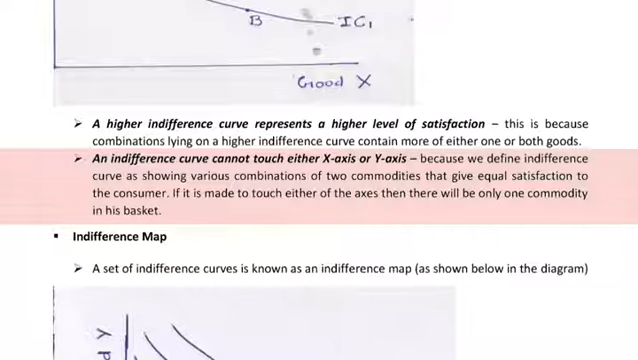 B
IC1
Good X
➢ A higher indifference curve represents a higher level of satisfaction – this is because
combinations lying on a higher indifference curve contain more of either one or both goods.
➢ An indifference curve cannot touch either X-axis or Y-axis – because we define indifference
curve as showing various combinations of two commodities that give equal satisfaction to
the consumer. If it is made to touch either of the axes then there will be only one commodity
in his basket.
▪ Indifference Map
➢ A set of indifference curves is known as an indifference map (as shown below in the diagram)
d Y